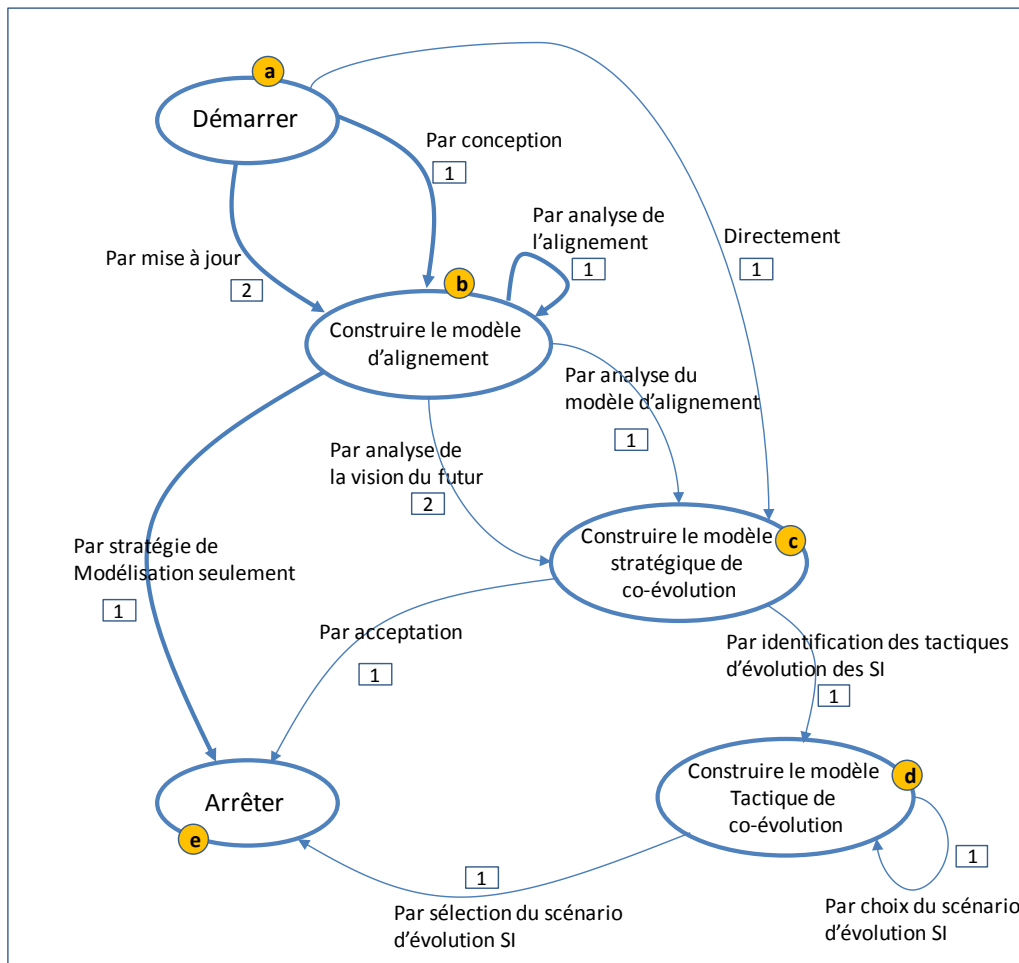 a
Démarrer
Par conception
1
Par mise à jour
2
Par analyse de
l'alignement
1
Directement
1
b
Construire le modèle
d'alignement
Par analyse du
modèle d'alignement
1
Par analyse de
la vision du futur
2
c
Construire le modèle
stratégique de
co-évolution
Par stratégie de
Modélisation seulement
1
Par acceptation
1
Par identification des tactiques
d'évolution des SI
1
d
Construire le modèle
Tactique de
co-évolution
Arrêter
e
1
Par sélection du scénario
d'évolution SI
1
Par choix du scénario
d'évolution SI